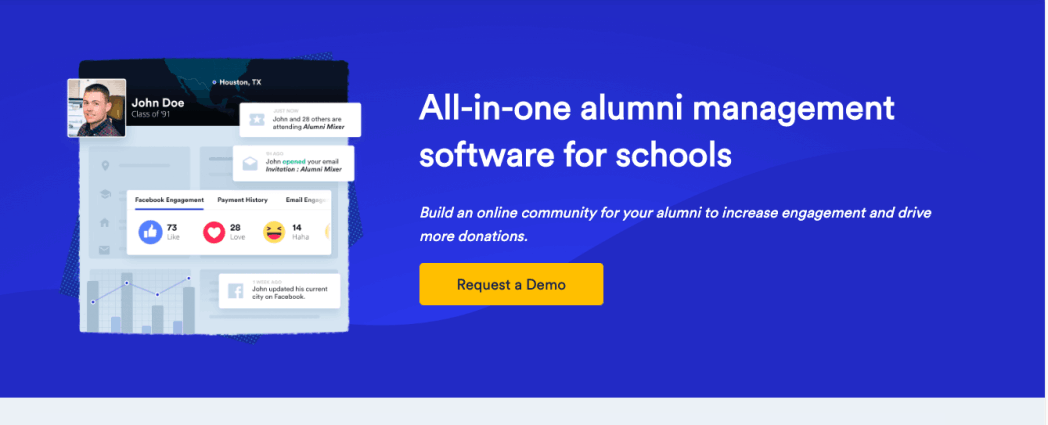 Houston, TX
John Doe
Class of '91
JUST NOW
John and 28 others are
attending Alumni Mixer
John opened your email
Invitation : Alumni Mixer
Facebook Engagement Payment History Email
73 28 14
Like Love Haha
1 WEEK AGO
John updated his current
city on Facebook.
All-in-one alumni management
software for schools
Build an online community for your alumni to increase engagement and drive
more donations.
Request a Demo